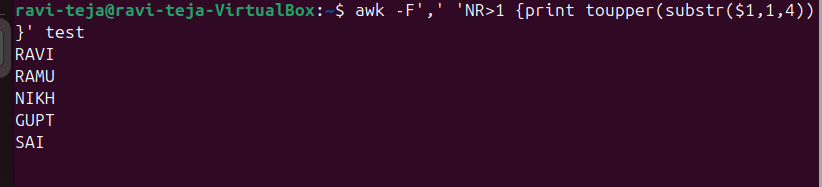 ravi-teja@ravi-teja-VirtualBox:~$ awk -F',' 'NR>1 {print toupper(substr($1,1,4))
}' test
RAVI
RAMU
NIKH
GUPT
SAI